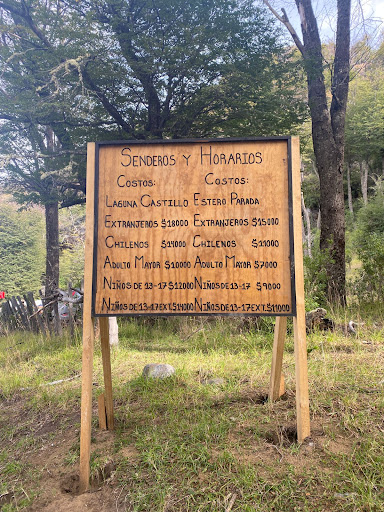 Senderos y Horarios
Costos: Costos:
Laguna Castillo Estero Parada
Extranjeros $18000 Extranjeros $15000
Chilenos $14000 Chilenos $11000
Adulto Mayor $10000 Adulto Mayor $7000
Niños de 13-17 $12000 Niños de 13-17 $9000
Niños de 13-17 ext. $14000 Niños de 13-17 ext. $11000